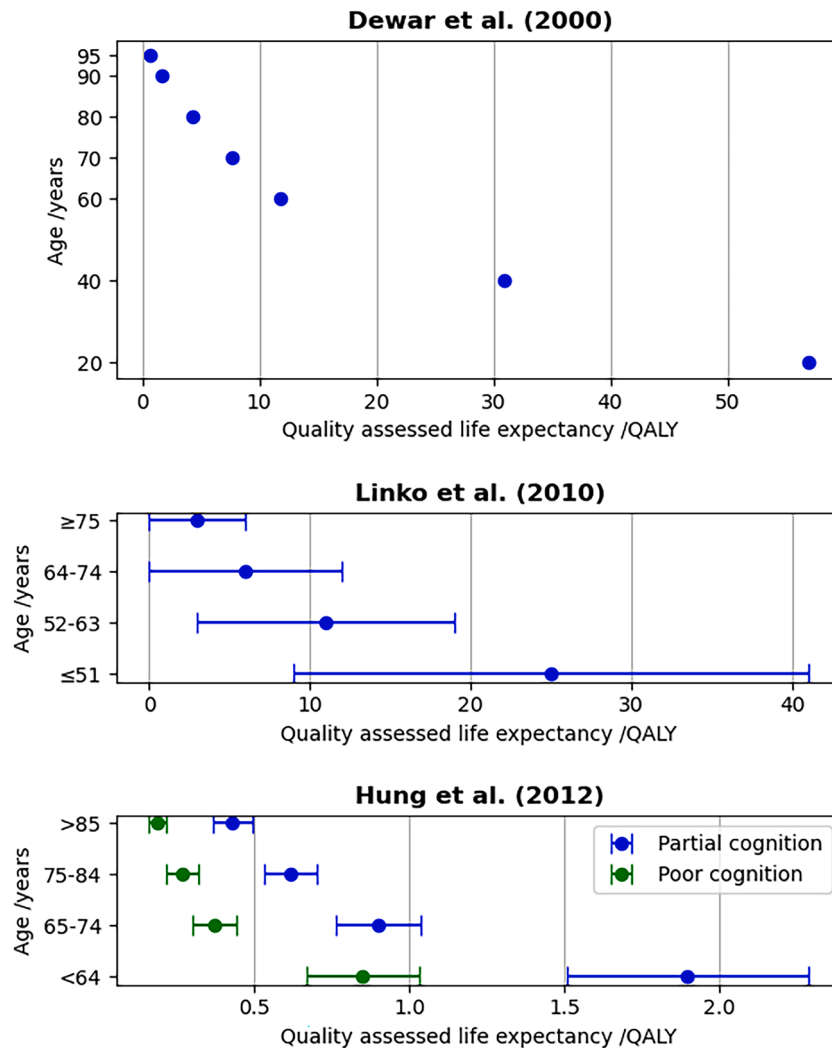 Dewar et al. (2000)
95
90
80
70
60
40
20
Age /years
0 10 20 30 40 50
Quality assessed life expectancy /QALY
Linko et al. (2010)
≥75
64-74
52-63
≤51
Age /years
0 10 20 30 40
Quality assessed life expectancy /QALY
Hung et al. (2012)
>85
75-84
65-74
<64
Age /years
Partial cognition
Poor cognition
0.5 1.0 1.5 2.0
Quality assessed life expectancy /QALY